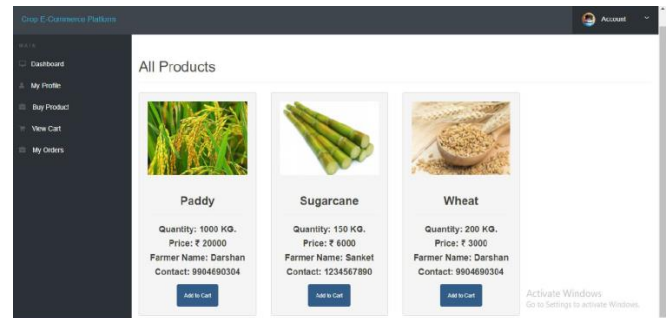 Crop E-Commerce Platform
Account
MAIN
Dashboard
My Profile
Buy Product
View Cart
My Orders
All Products
Paddy
Quantity: 1000 KG.
Price: ₹ 20000
Farmer Name: Darshan
Contact: 9904690304
Add to Cart
Sugarcane
Quantity: 150 KG.
Price: ₹ 6000
Farmer Name: Sanket
Contact: 1234567890
Add to Cart
Wheat
Quantity: 200 KG.
Price: ₹ 3000
Farmer Name: Darshan
Contact: 9904690304
Add to Cart
Activate Windows
Go to Settings to activate Windows.